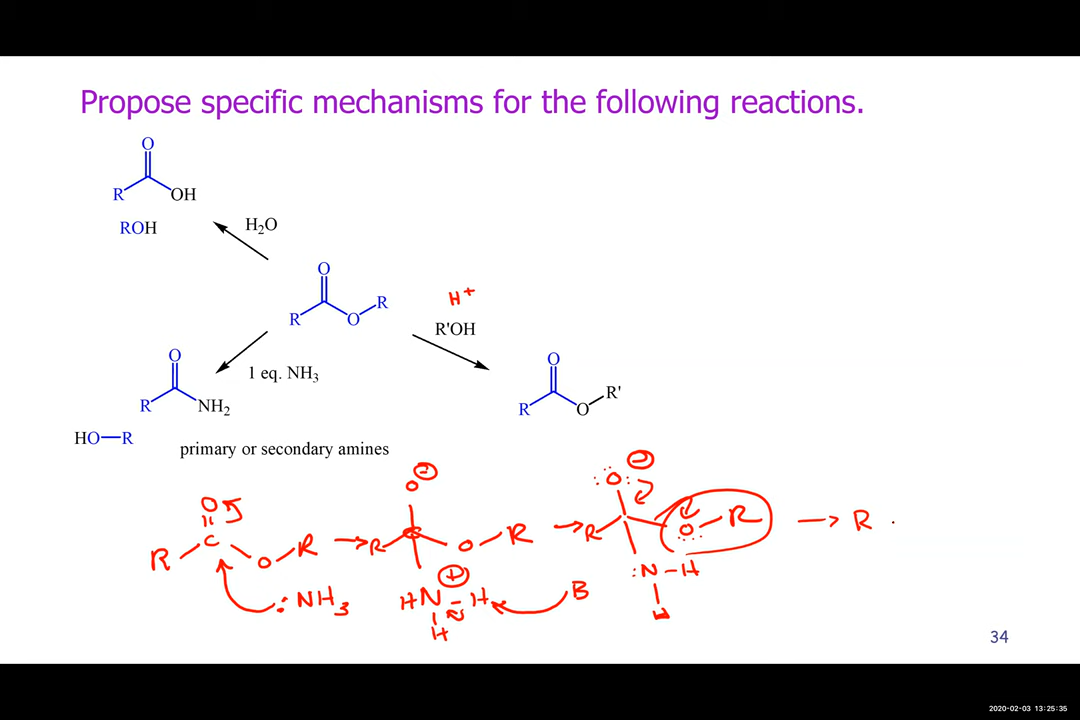 Propose specific mechanisms for the following reactions.
O
R
OH
ROH
H₂O
O
R
R
O
H⁺
R'OH
O
R
NH₂
1 eq. NH₃
HO—R
primary or secondary amines
O
R
R'
O
O
R
C
O
R
:NH₃
O⊖
R
O
R
⊕
HN-H
H
B
:O:⊖
R
O
R
:N-H
H
R
34
2020-02-03 13:25:35